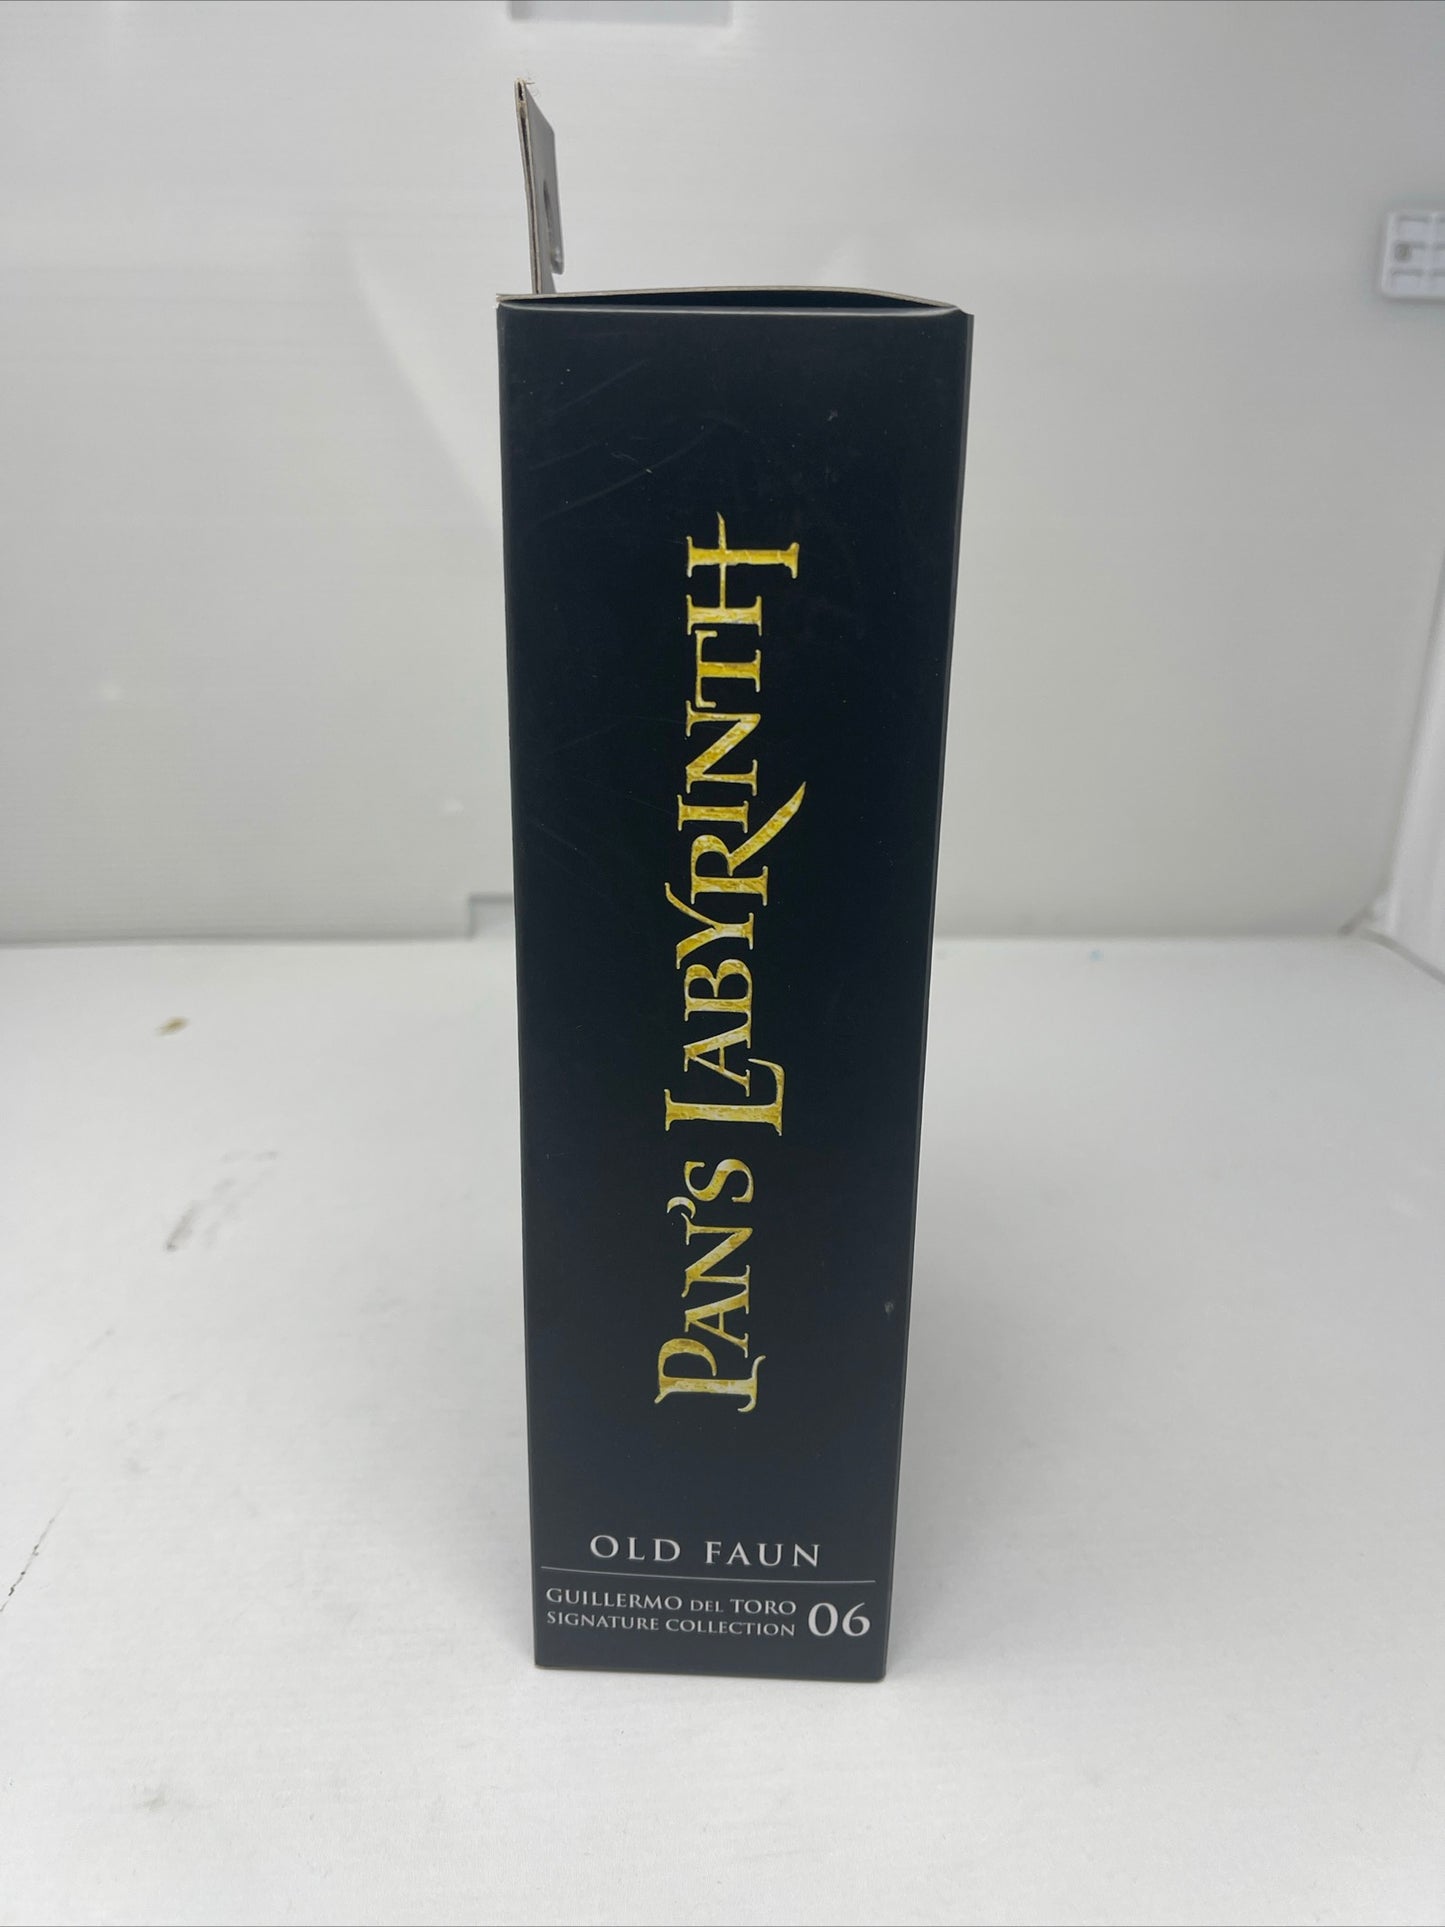 PAN'S LABYRINTH
OLD FAUN
GUILLERMO DEL TORO
SIGNATURE COLLECTION 06